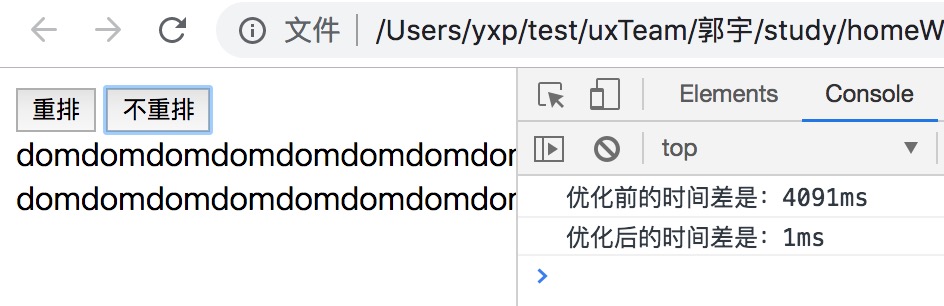 文件 /Users/yxp/test/uxTeam/郭宇/study/homeW
重排 不重排
domdomdomdomdomdomdomdor
domdomdomdomdomdomdomdor
Elements Console
top
优化前的时间差是：4091ms
优化后的时间差是：1ms